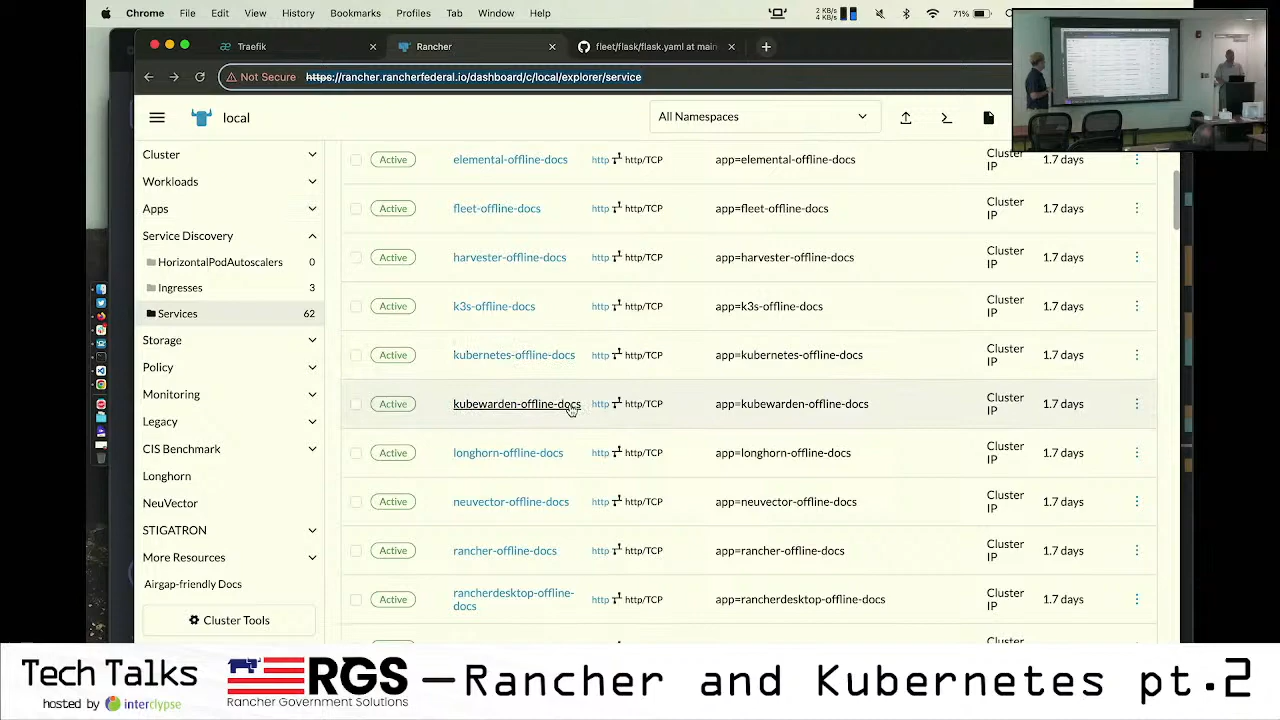 Chrome File Edit View History Bookmarks Profiles Tab
2 KB/s
4 KB/s
71%
Not Secure https://rancher.rancherfederal.io/dashboard/c/local/explorer/service
local
All Namespaces
Cluster
Workloads
Apps
Service Discovery
HorizontalPodAutoscalers 0
Ingresses 3
Services 62
Storage
Policy
Monitoring
Legacy
CIS Benchmark
Longhorn
NeuVector
STIGATRON
More Resources
Airgap-friendly Docs
Cluster Tools
Active elemental-offline-docs http http/TCP app=elemental-offline-docs Cluster IP 1.7 days
Active fleet-offline-docs http http/TCP app=fleet-offline-docs Cluster IP 1.7 days
Active harvester-offline-docs http http/TCP app=harvester-offline-docs Cluster IP 1.7 days
Active k3s-offline-docs http http/TCP app=k3s-offline-docs Cluster IP 1.7 days
Active kubernetes-offline-docs http http/TCP app=kubernetes-offline-docs Cluster IP 1.7 days
Active kubewarden-offline-docs http http/TCP app=kubewarden-offline-docs Cluster IP 1.7 days
Active longhorn-offline-docs http http/TCP app=longhorn-offline-docs Cluster IP 1.7 days
Active neuvector-offline-docs http http/TCP app=neuvector-offline-docs Cluster IP 1.7 days
Active rancher-offline-docs http http/TCP app=rancher-offline-docs Cluster IP 1.7 days
Active rancherdesktop-offline-docs http http/TCP app=rancherdesktop-offline-docs Cluster IP 1.7 days
Cluster
Tech Talks
hosted by interclypse
RGS
Rancher Government Solutions
—Rancher and Kubernetes pt.2